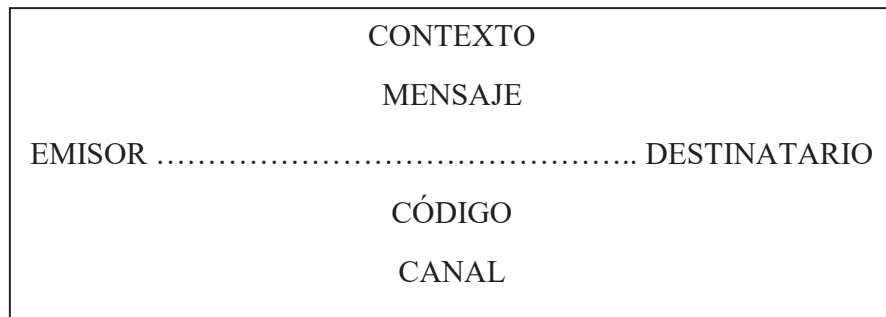 CONTEXTO
MENSAJE
EMISOR ……………………………………….. DESTINATARIO
CÓDIGO
CANAL